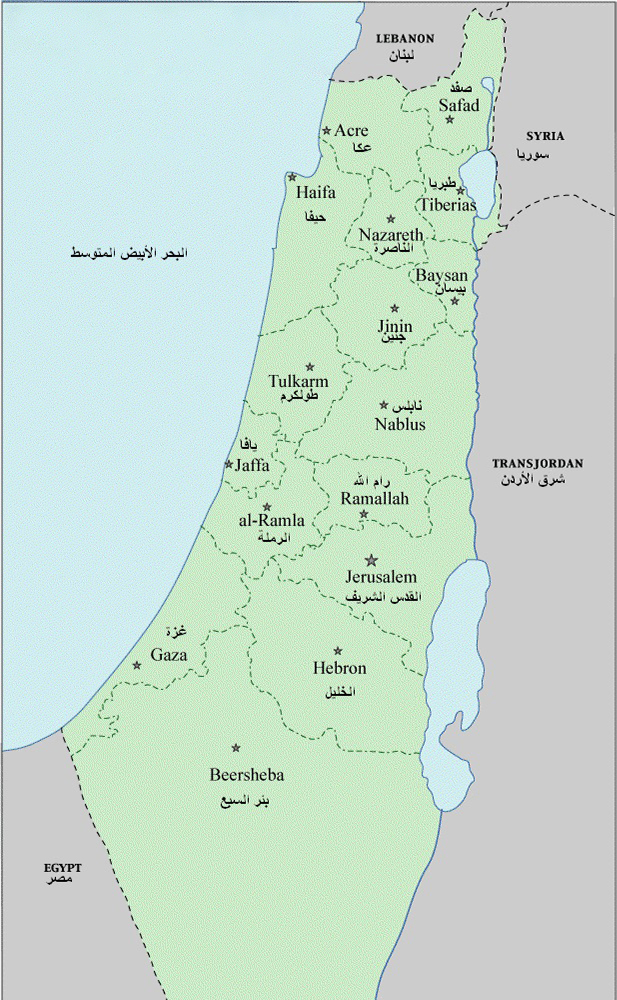 LEBANON
لبنان
صفد
Safad
SYRIA
سوريا
Acre
عكا
Haifa
حيفا
طبريا
Tiberias
Nazareth
الناصرة
البحر الأبيض المتوسط
Baysan
بيسان
Jinin
جنين
Tulkarm
طولكرم
نابلس
Nablus
يافا
Jaffa
TRANSJORDAN
شرق الأردن
رام الله
Ramallah
al-Ramla
الرملة
Jerusalem
القدس الشريف
غزة
Gaza
Hebron
الخليل
Beersheba
بئر السبع
EGYPT
مصر